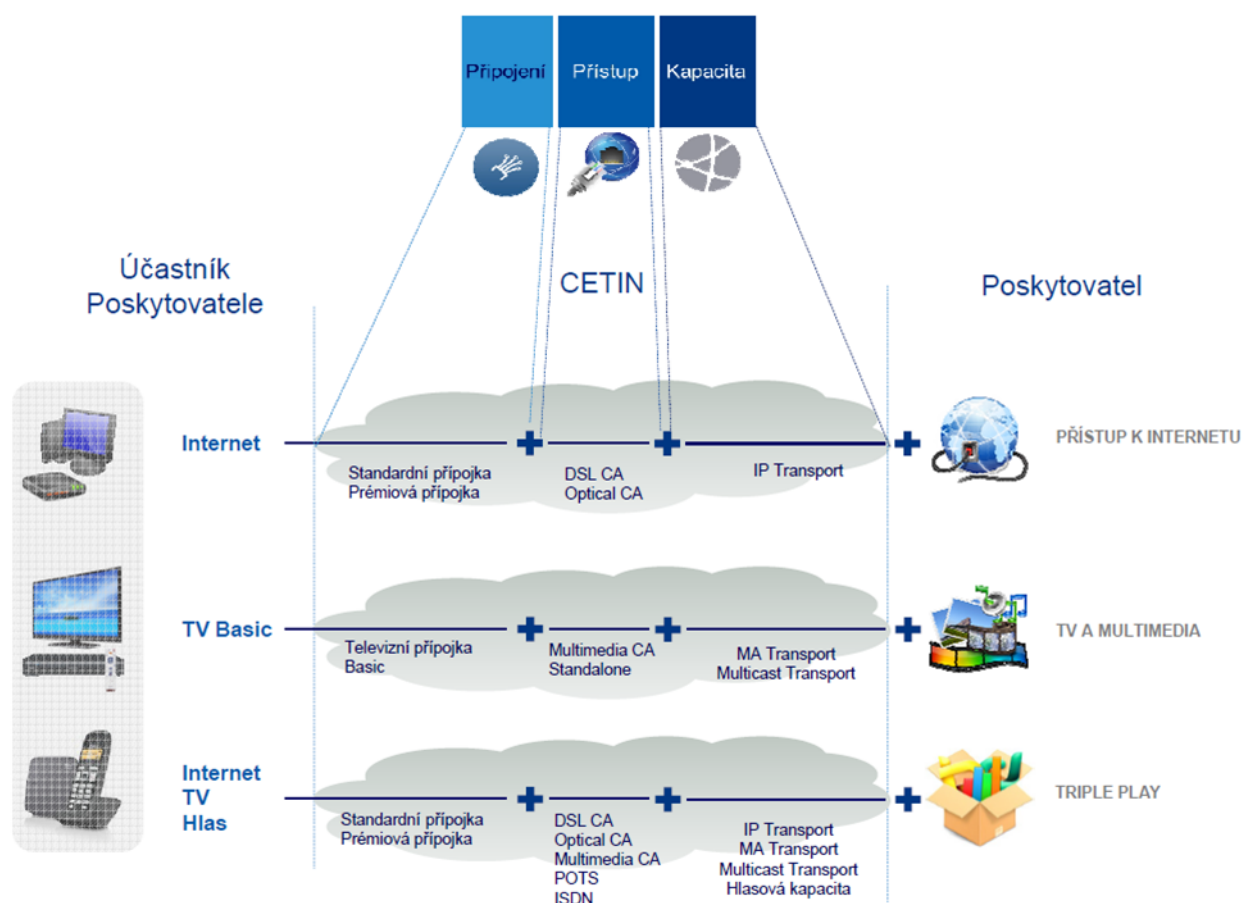 Připojení
Přístup
Kapacita
Účastník
Poskytovatele
CETIN
Poskytovatel
Internet
Standardní přípojka
Prémiová přípojka
DSL CA
Optical CA
IP Transport
PŘÍSTUP K INTERNETU
TV Basic
Televizní přípojka
Basic
Multimedia CA
Standalone
MA Transport
Multicast Transport
TV A MULTIMEDIA
Internet
TV
Hlas
Standardní přípojka
Prémiová přípojka
DSL CA
Optical CA
Multimedia CA
POTS
ISDN
IP Transport
MA Transport
Multicast Transport
Hlasová kapacita
TRIPLE PLAY